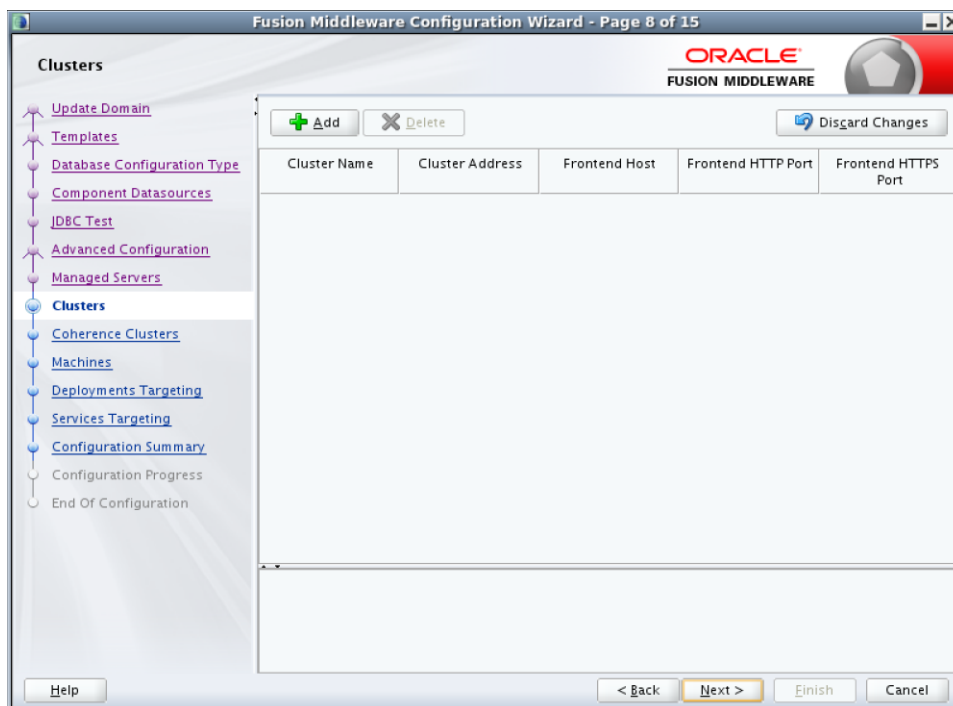 Fusion Middleware Configuration Wizard - Page 8 of 15
Clusters
ORACLE
FUSION MIDDLEWARE
Update Domain
Templates
Database Configuration Type
Component Datasources
JDBC Test
Advanced Configuration
Managed Servers
Clusters
Coherence Clusters
Machines
Deployments Targeting
Services Targeting
Configuration Summary
Configuration Progress
End Of Configuration
Add Delete Discard Changes
Cluster Name Cluster Address Frontend Host Frontend HTTP Port Frontend HTTPS
Port
Help < Back Next > Finish Cancel